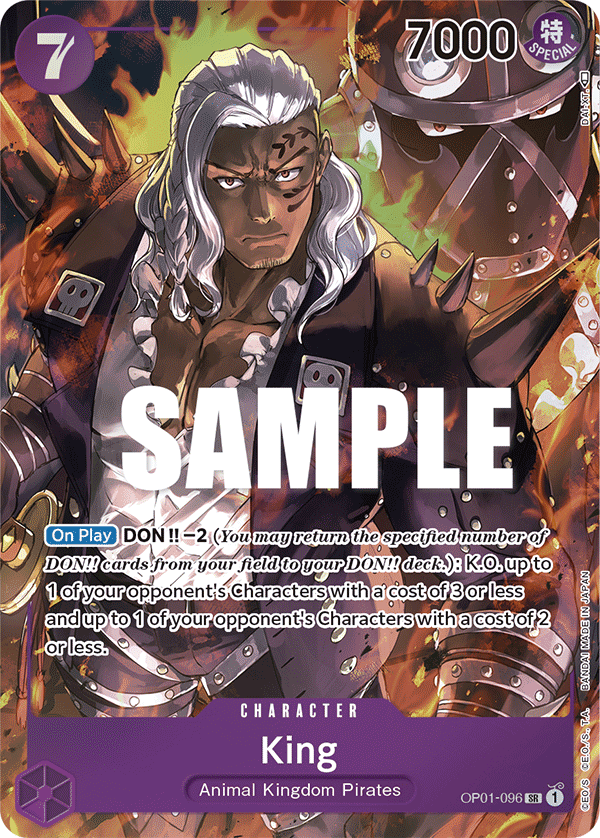 7
7000
特
SPECIAL
DAI-XT.
SAMPLE
On Play DON!! −2 (You may return the specified number of
DON!! cards from your field to your DON!! deck.): K.O. up to
1 of your opponent's Characters with a cost of 3 or less
and up to 1 of your opponent's Characters with a cost of 2
or less.
CHARACTER
King
Animal Kingdom Pirates
OP01-096 SR 1
©E.O./S. ©E.O./S., T.A. BANDAI MADE IN JAPAN